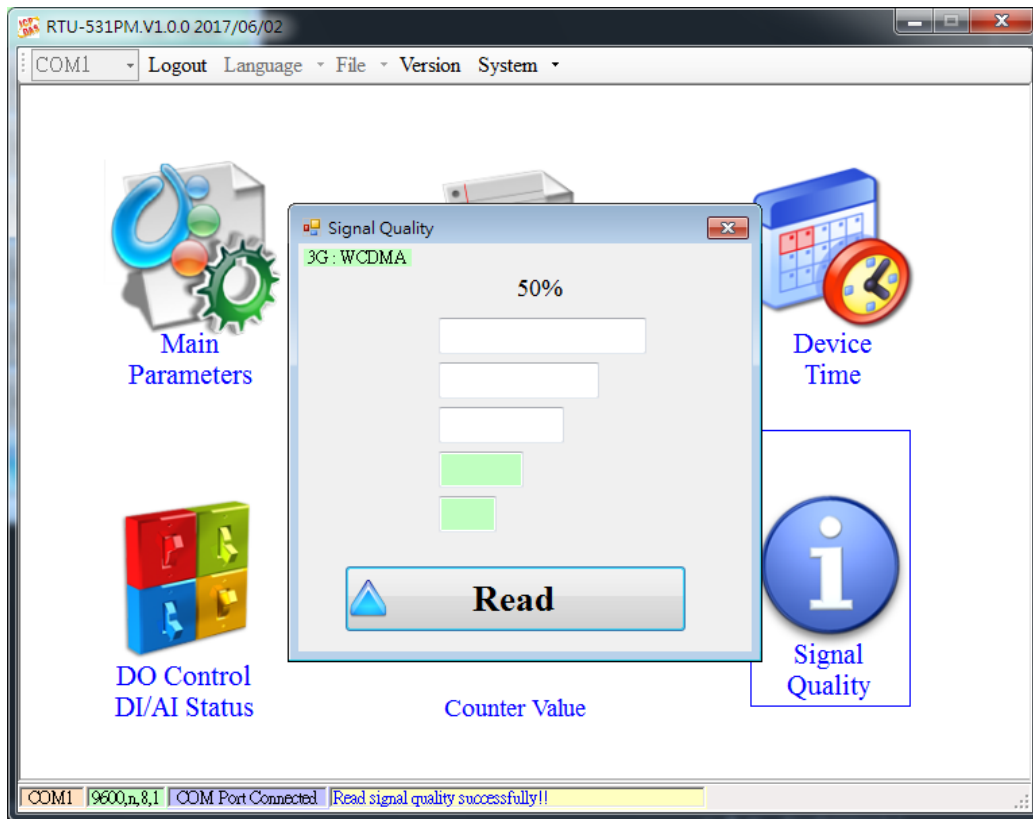 ICP DAS
RTU-531PM.V1.0.0 2017/06/02
COM1 Logout Language File Version System
Signal Quality
3G : WCDMA
50%
Read
Main
Parameters
Device
Time
DO Control
DI/AI Status
Counter Value
Signal
Quality
COM1 9600,n,8,1 COM Port Connected Read signal quality successfully!!